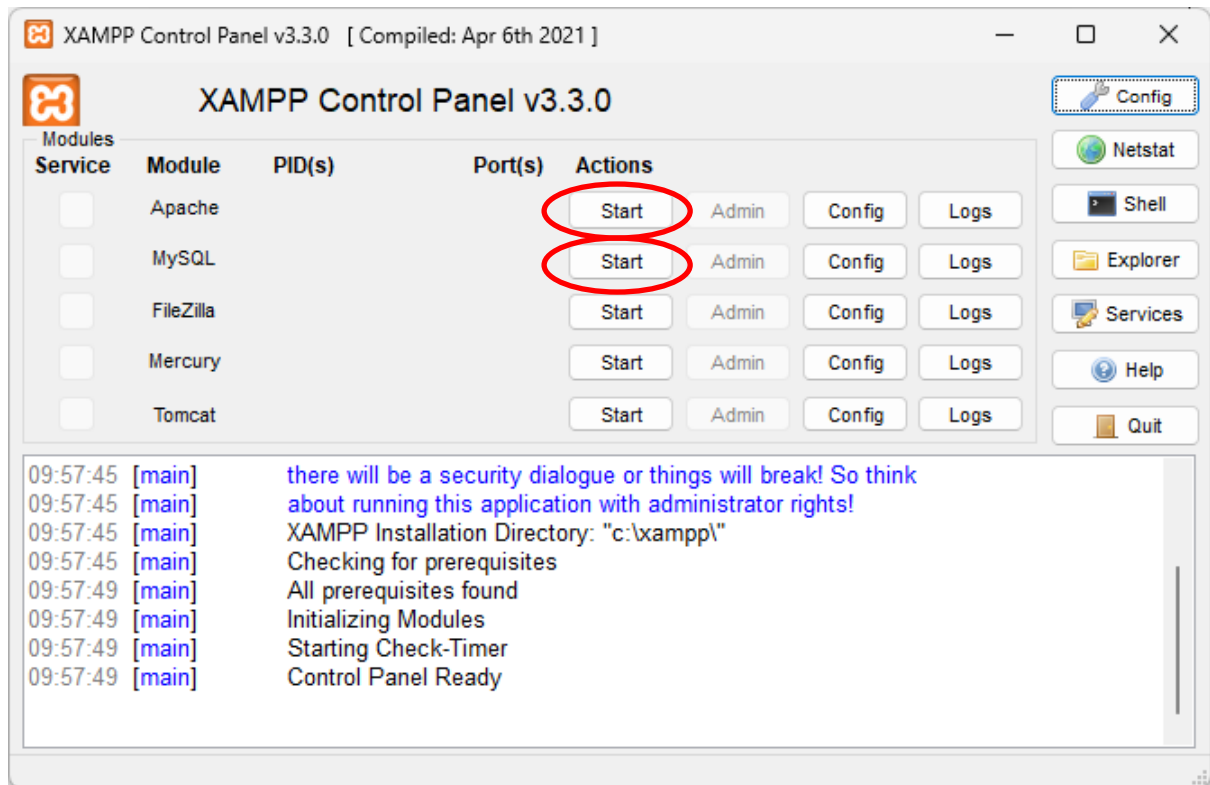 XAMPP Control Panel v3.3.0 [ Compiled: Apr 6th 2021 ]
XAMPP Control Panel v3.3.0
Config
Modules
Netstat
Service Module PID(s) Port(s) Actions
Apache Start Admin Config Logs
Shell
MySQL Start Admin Config Logs
Explorer
FileZilla Start Admin Config Logs
Services
Mercury Start Admin Config Logs
Help
Tomcat Start Admin Config Logs
Quit
09:57:45 [main] there will be a security dialogue or things will break! So think
09:57:45 [main] about running this application with administrator rights!
09:57:45 [main] XAMPP Installation Directory: "c:\xampp\"
09:57:45 [main] Checking for prerequisites
09:57:49 [main] All prerequisites found
09:57:49 [main] Initializing Modules
09:57:49 [main] Starting Check-Timer
09:57:49 [main] Control Panel Ready